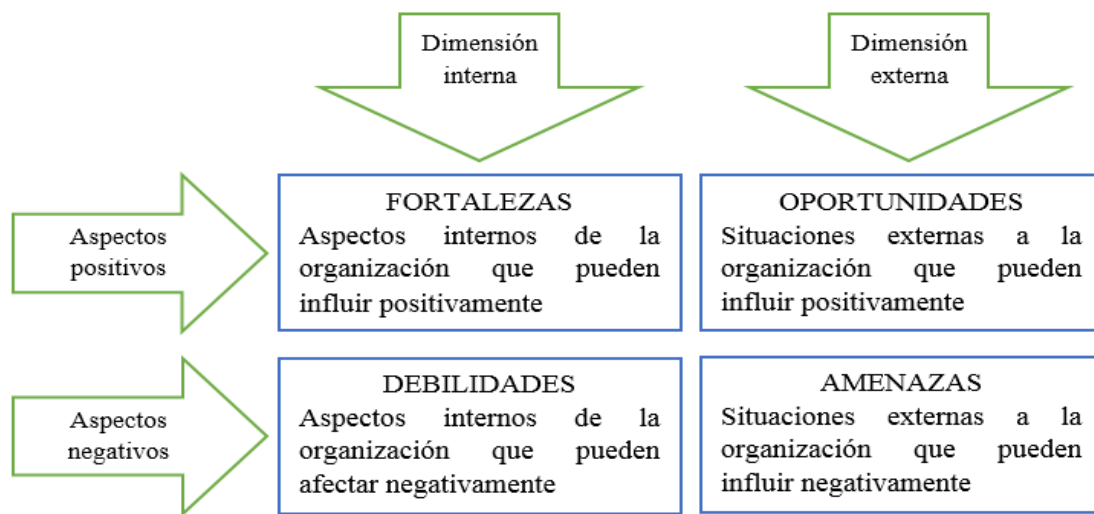 Dimensión
interna
Dimensión
externa
Aspectos
positivos
FORTALEZAS
Aspectos internos de la
organización que pueden
influir positivamente
OPORTUNIDADES
Situaciones externas a la
organización que pueden
influir positivamente
Aspectos
negativos
DEBILIDADES
Aspectos internos de la
organización que pueden
afectar negativamente
AMENAZAS
Situaciones externas a la
organización que pueden
influir negativamente